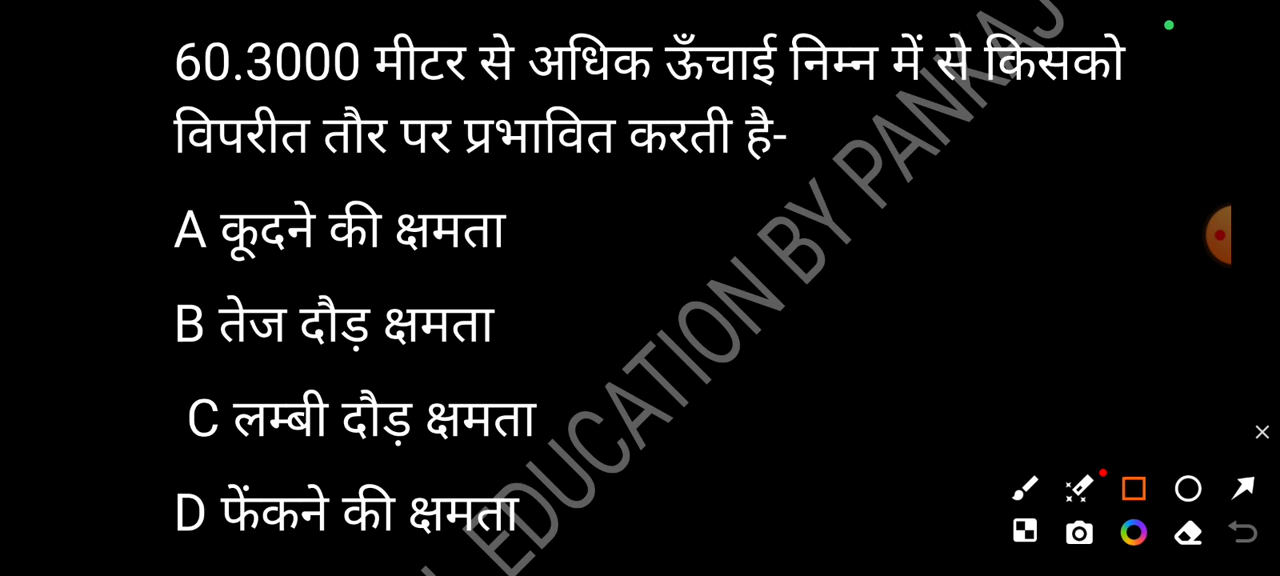 60.3000 मीटर से अधिक ऊँचाई निम्न में से किसको
विपरीत तौर पर प्रभावित करती है-
A कूदने की क्षमता
B तेज दौड़ क्षमता
C लम्बी दौड़ क्षमता
D फेंकने की क्षमता
EDUCATION BY PANKAJ